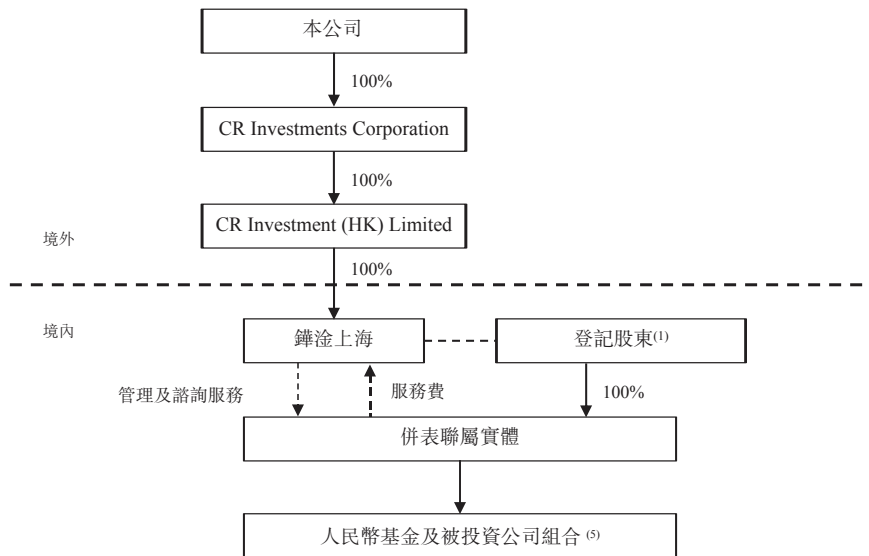 本公司
100%
CR Investments Corporation
100%
CR Investment (HK) Limited
境外
100%
境內
鏵淦上海
登記股東(1)
管理及諮詢服務
服務費
100%
併表聯屬實體
人民幣基金及被投資公司組合 (5)